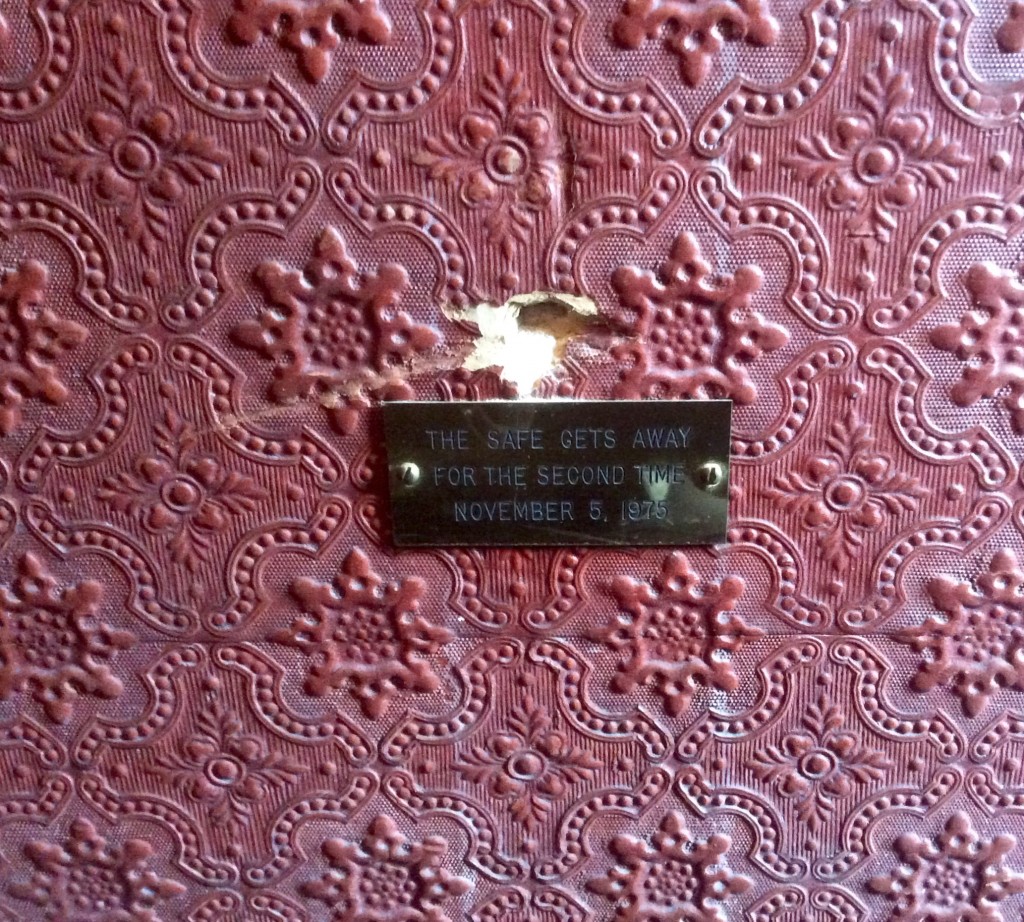 THE SAFE GETS AWAY
FOR THE SECOND TIME
NOVEMBER 5, 1975